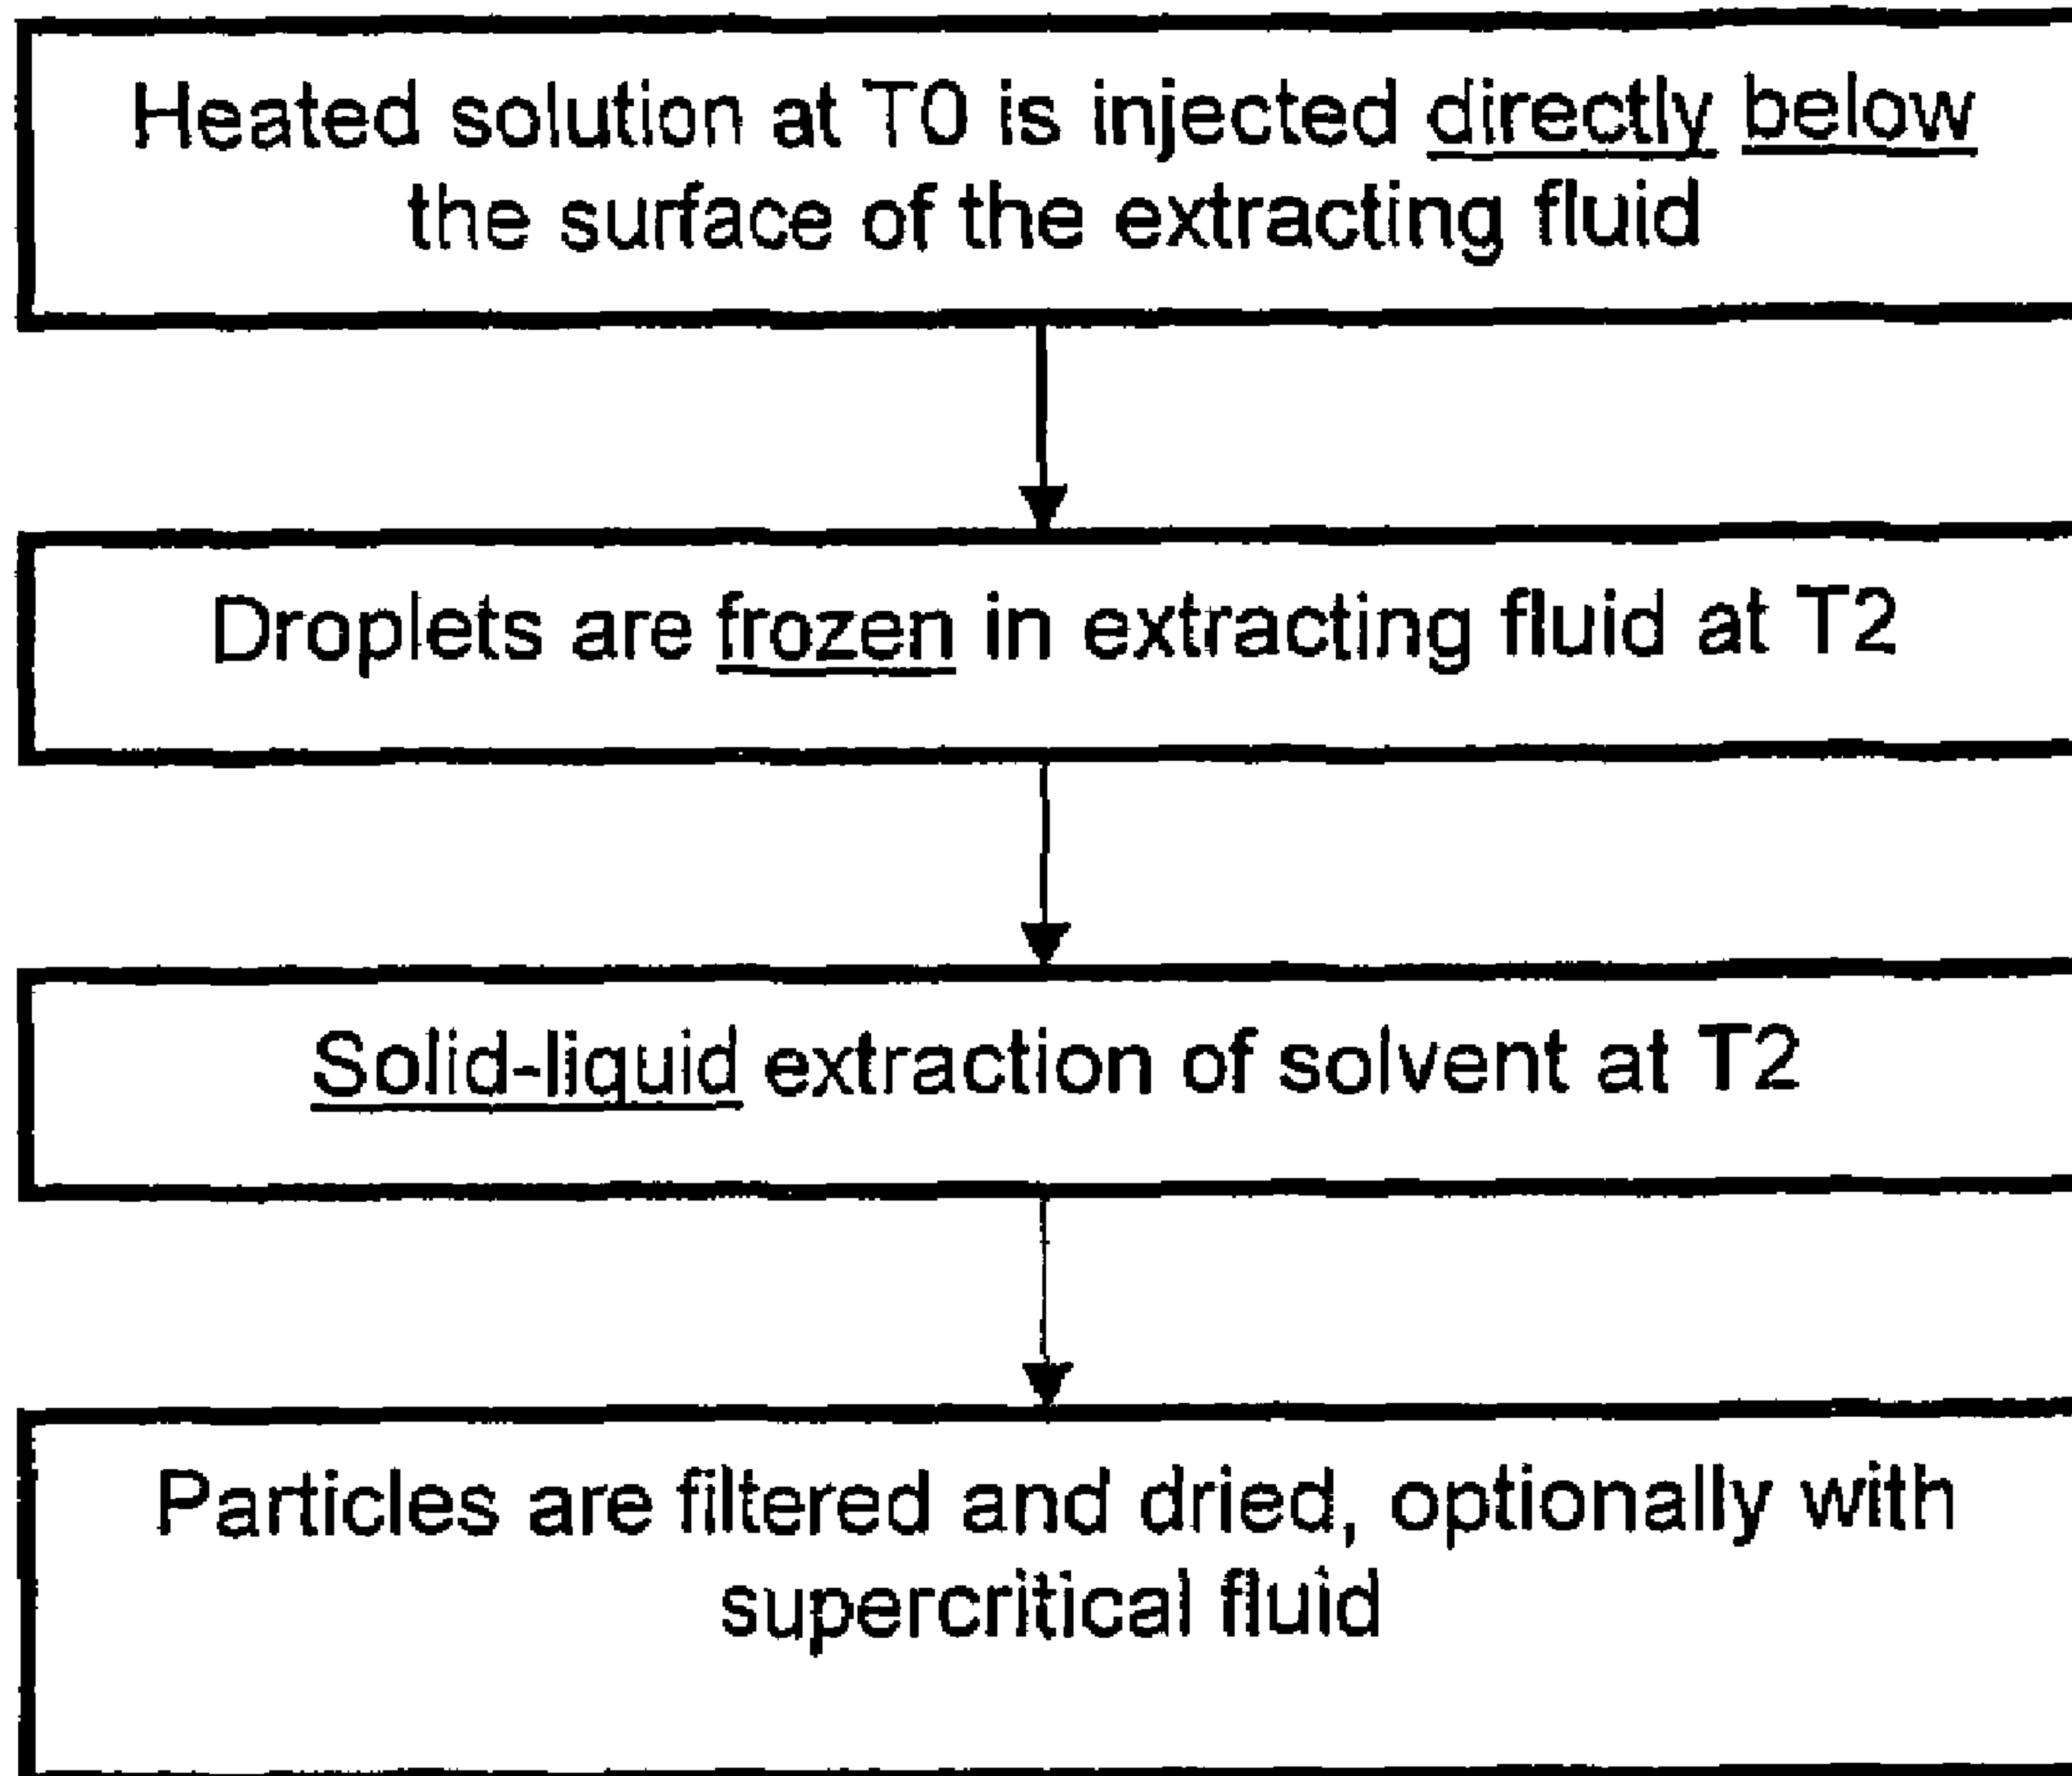 Heated solution at T0 is injected directly below
the surface of the extracting fluid
Droplets are frozen in extracting fluid at T2
Solid-liquid extraction of solvent at T2
Particles are filtered and dried, optionally with
supercritical fluid